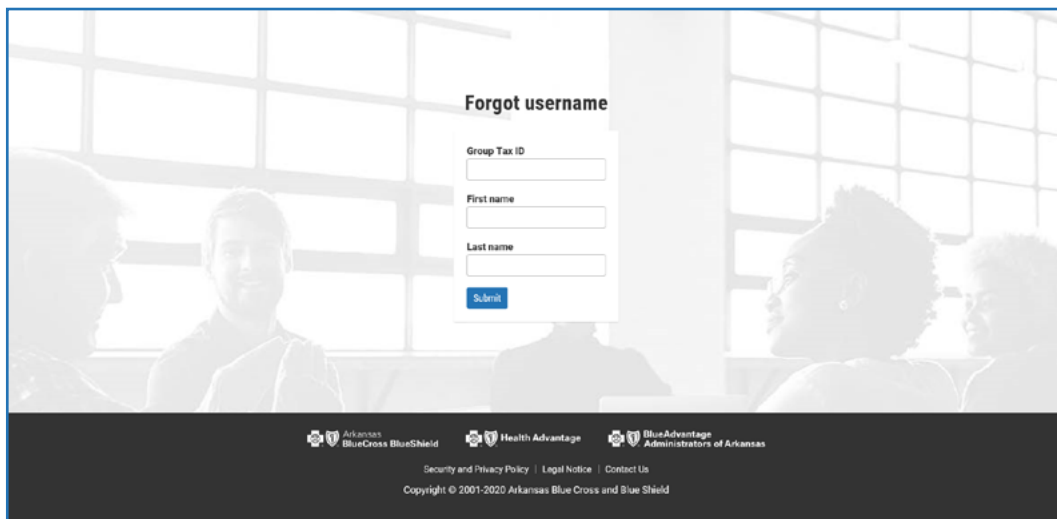 Forgot username
Group Tax ID
First name
Last name
Submit
Arkansas
BlueCross BlueShield
Health Advantage
BlueAdvantage
Administrators of Arkansas
Security and Privacy Policy | Legal Notice | Contact Us
Copyright © 2001-2020 Arkansas Blue Cross and Blue Shield